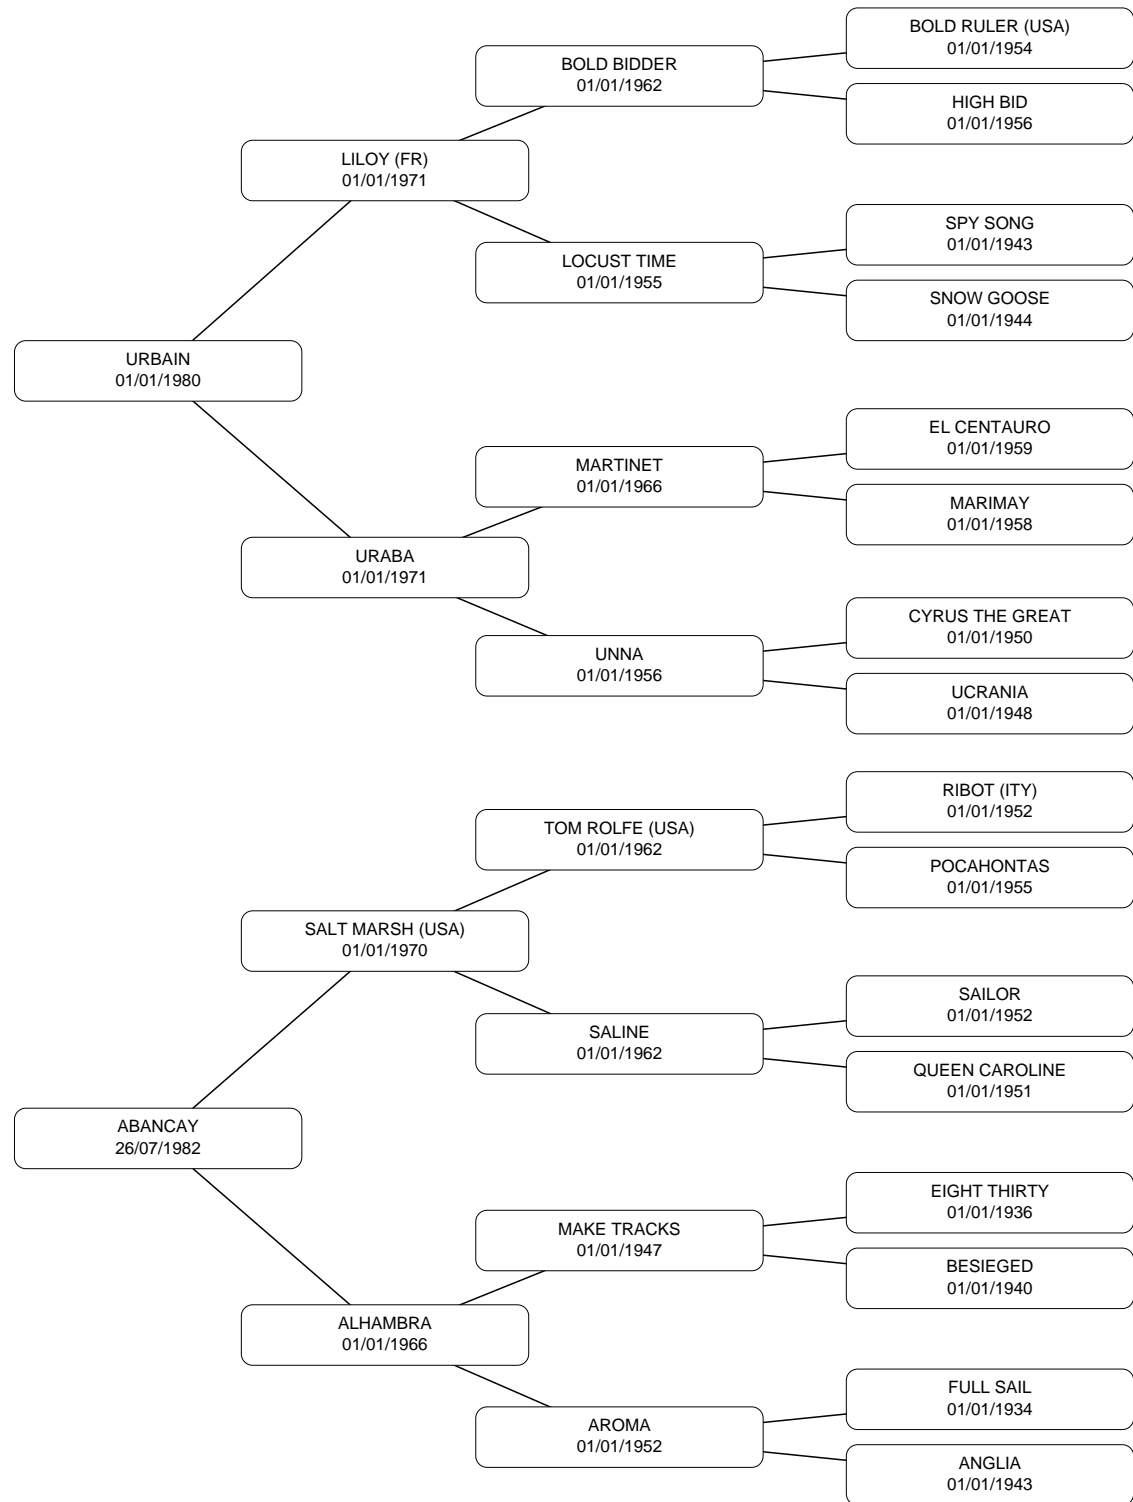 BOLD RULER (USA)
01/01/1954
BOLD BIDDER
01/01/1962
HIGH BID
01/01/1956
LILOY (FR)
01/01/1971
SPY SONG
01/01/1943
LOCUST TIME
01/01/1955
SNOW GOOSE
01/01/1944
URBAIN
01/01/1980
EL CENTAURO
01/01/1959
MARTINET
01/01/1966
MARIMAY
01/01/1958
URABA
01/01/1971
CYRUS THE GREAT
01/01/1950
UNNA
01/01/1956
UCRANIA
01/01/1948
RIBOT (ITY)
01/01/1952
TOM ROLFE (USA)
01/01/1962
POCAHONTAS
01/01/1955
SALT MARSH (USA)
01/01/1970
SAILOR
01/01/1952
SALINE
01/01/1962
QUEEN CAROLINE
01/01/1951
ABANCAY
26/07/1982
EIGHT THIRTY
01/01/1936
MAKE TRACKS
01/01/1947
BESIEGED
01/01/1940
ALHAMBRA
01/01/1966
FULL SAIL
01/01/1934
AROMA
01/01/1952
ANGLIA
01/01/1943